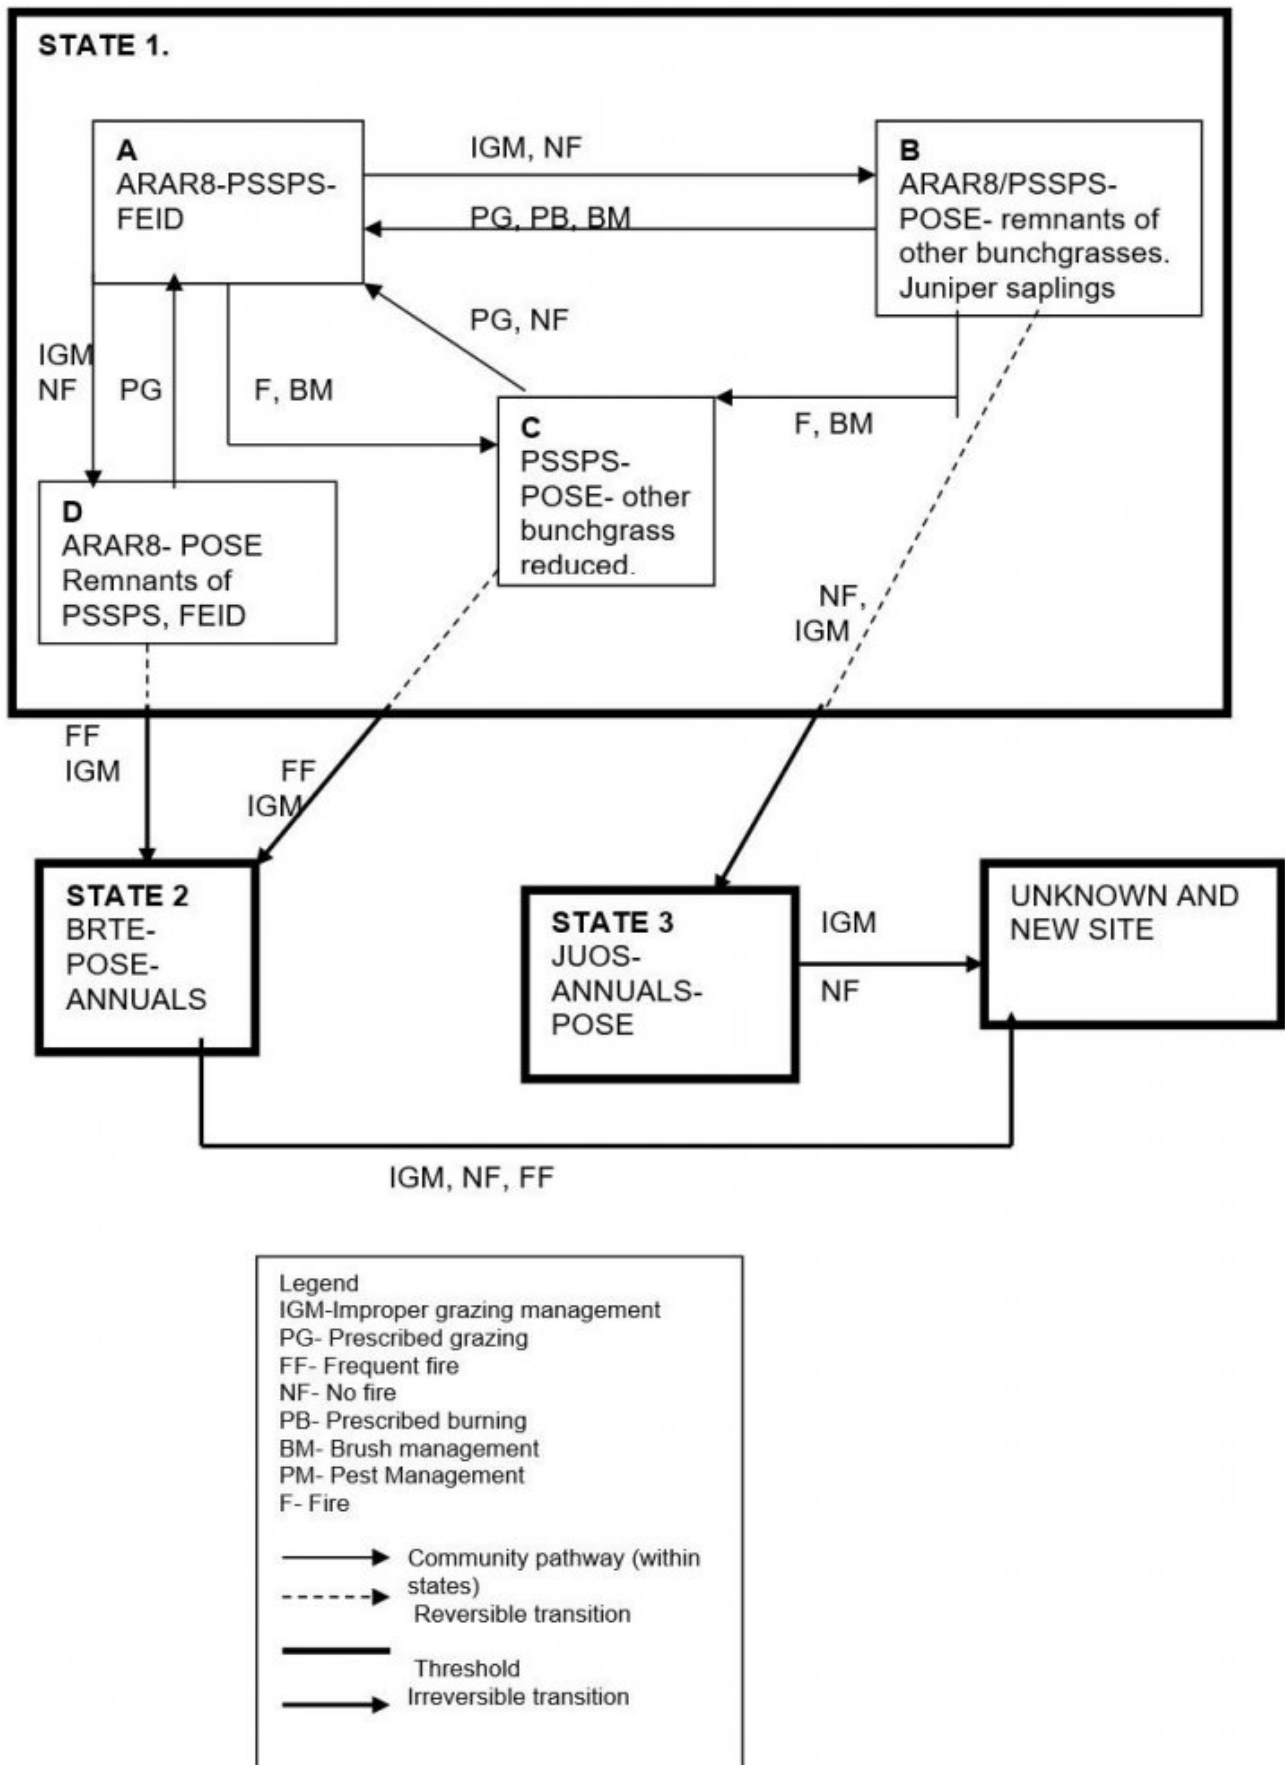 STATE 1.
A
ARAR8-PSSPS-
FEID
IGM, NF
PG, PB, BM
B
ARAR8/PSSPS-
POSE- remnants of
other bunchgrasses.
Juniper saplings
PG, NF
IGM
NF
PG
F, BM
F, BM
C
PSSPS-
POSE- other
bunchgrass
reduced.
D
ARAR8- POSE
Remnants of
PSSPS, FEID
NF,
IGM
FF
IGM
FF
IGM
STATE 2
BRTE-
POSE-
ANNUALS
STATE 3
JUOS-
ANNUALS-
POSE
IGM
NF
UNKNOWN AND
NEW SITE
IGM, NF, FF
Legend
IGM-Improper grazing management
PG- Prescribed grazing
FF- Frequent fire
NF- No fire
PB- Prescribed burning
BM- Brush management
PM- Pest Management
F- Fire
Community pathway (within
states)
Reversible transition
Threshold
Irreversible transition